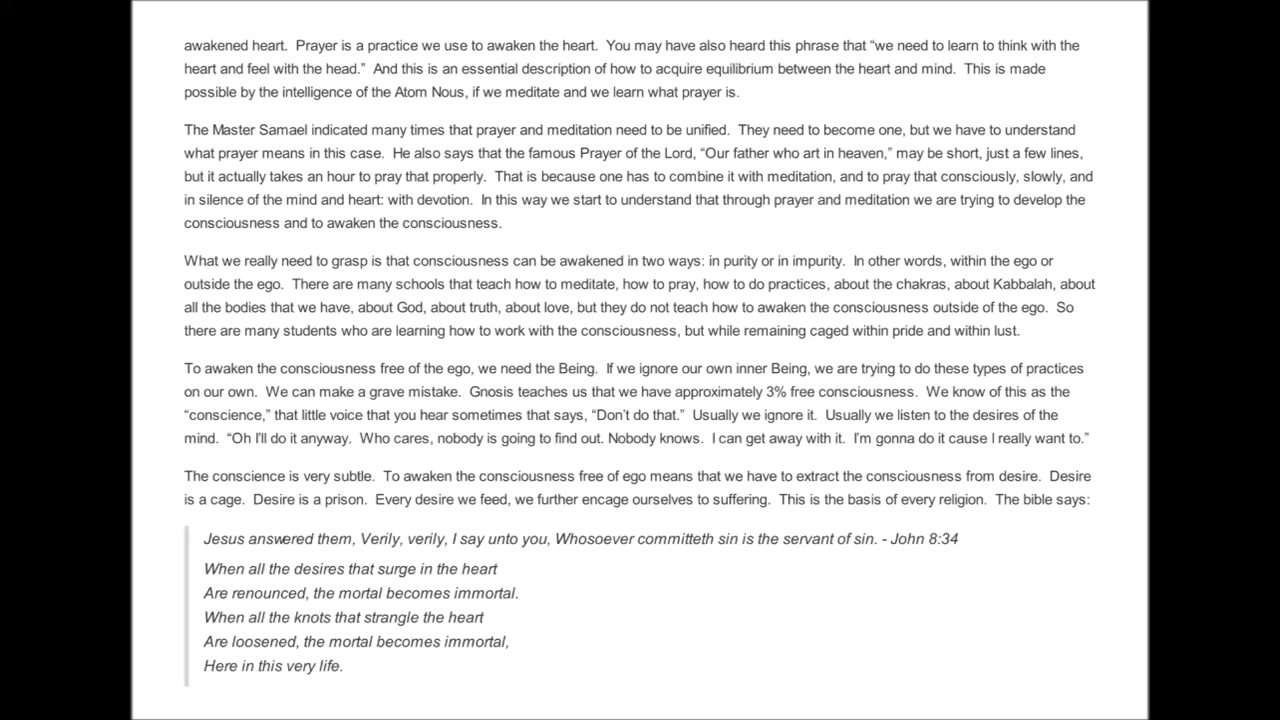 awakened heart.  Prayer is a practice we use to awaken the heart.  You may have also heard this phrase that “we need to learn to think with the
heart and feel with the head.”  And this is an essential description of how to acquire equilibrium between the heart and mind.  This is made
possible by the intelligence of the Atom Nous, if we meditate and we learn what prayer is.
The Master Samael indicated many times that prayer and meditation need to be unified.  They need to become one, but we have to understand
what prayer means in this case.  He also says that the famous Prayer of the Lord, “Our father who art in heaven,” may be short, just a few lines,
but it actually takes an hour to pray that properly.  That is because one has to combine it with meditation, and to pray that consciously, slowly, and
in silence of the mind and heart: with devotion.  In this way we start to understand that through prayer and meditation we are trying to develop the
consciousness and to awaken the consciousness.
What we really need to grasp is that consciousness can be awakened in two ways: in purity or in impurity.  In other words, within the ego or
outside the ego.  There are many schools that teach how to meditate, how to pray, how to do practices, about the chakras, about Kabbalah, about
all the bodies that we have, about God, about truth, about love, but they do not teach how to awaken the consciousness outside of the ego.  So
there are many students who are learning how to work with the consciousness, but while remaining caged within pride and within lust.
To awaken the consciousness free of the ego, we need the Being.  If we ignore our own inner Being, we are trying to do these types of practices
on our own.  We can make a grave mistake.  Gnosis teaches us that we have approximately 3% free consciousness.  We know of this as the
“conscience,” that little voice that you hear sometimes that says, “Don’t do that.”  Usually we ignore it.  Usually we listen to the desires of the
mind.  “Oh I’ll do it anyway.  Who cares, nobody is going to find out. Nobody knows.  I can get away with it.  I’m gonna do it cause I really want to.”
The conscience is very subtle.  To awaken the consciousness free of ego means that we have to extract the consciousness from desire.  Desire
is a cage.  Desire is a prison.  Every desire we feed, we further encage ourselves to suffering.  This is the basis of every religion.  The bible says:
Jesus answered them, Verily, verily, I say unto you, Whosoever committeth sin is the servant of sin. - John 8:34
When all the desires that surge in the heart
Are renounced, the mortal becomes immortal.
When all the knots that strangle the heart
Are loosened, the mortal becomes immortal,
Here in this very life.